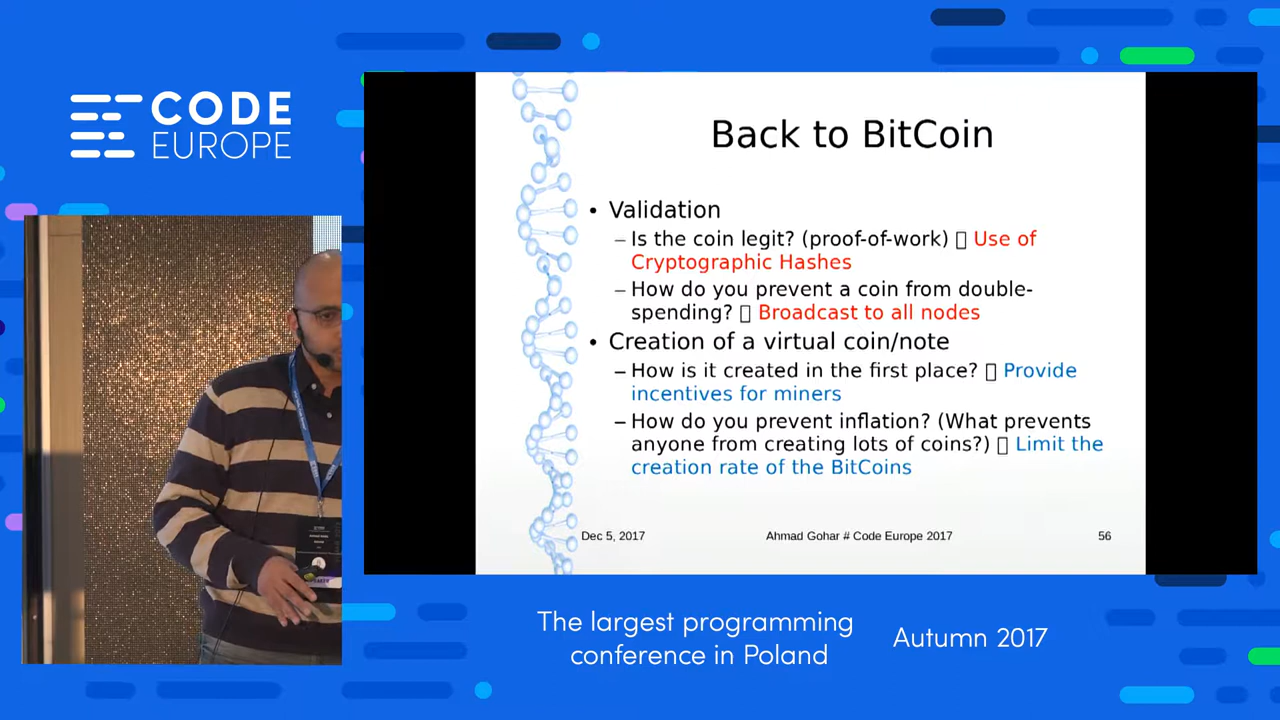 CODE
EUROPE
Back to BitCoin
• Validation
– Is the coin legit? (proof-of-work) ▯ Use of
Cryptographic Hashes
– How do you prevent a coin from double-
spending? ▯ Broadcast to all nodes
• Creation of a virtual coin/note
– How is it created in the first place? ▯ Provide
incentives for miners
– How do you prevent inflation? (What prevents
anyone from creating lots of coins?) ▯ Limit the
creation rate of the BitCoins
Dec 5, 2017
Ahmad Gohar # Code Europe 2017
56
The largest programming
conference in Poland
Autumn 2017